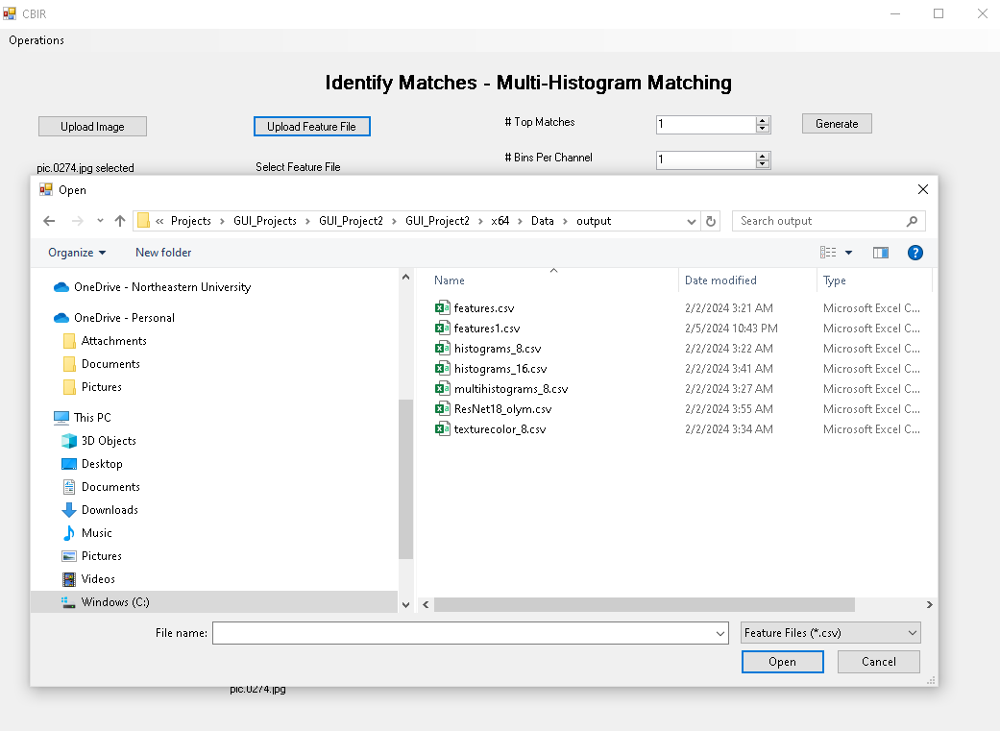 CBIR
Operations
Identify Matches - Multi-Histogram Matching
Upload Image
Upload Feature File
# Top Matches
1
Generate
pic.0274.jpg selected
Select Feature File
# Bins Per Channel
1
Open
« Projects › GUI_Projects › GUI_Project2 › GUI_Project2 › x64 › Data › output
Search output
Organize
New folder
?
OneDrive - Northeastern University
OneDrive - Personal
Attachments
Documents
Pictures
This PC
3D Objects
Desktop
Documents
Downloads
Music
Pictures
Videos
Windows (C:)
Name Date modified Type
features.csv 2/2/2024 3:21 AM Microsoft Excel C...
features1.csv 2/5/2024 10:43 PM Microsoft Excel C...
histograms_8.csv 2/2/2024 3:22 AM Microsoft Excel C...
histograms_16.csv 2/2/2024 3:41 AM Microsoft Excel C...
multihistograms_8.csv 2/2/2024 3:27 AM Microsoft Excel C...
ResNet18_olym.csv 2/2/2024 3:55 AM Microsoft Excel C...
texturecolor_8.csv 2/2/2024 3:34 AM Microsoft Excel C...
File name:
Feature Files (*.csv)
Open
Cancel
pic.0274.jpg